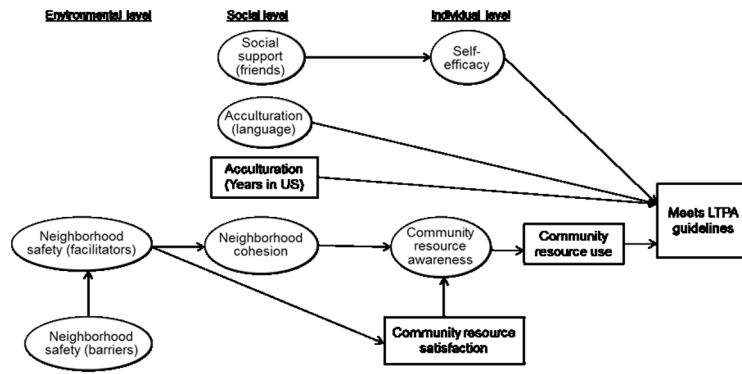 Environmental level
Social level
Individual level
Social
support
(friends)
Self-
efficacy
Acculturation
(language)
Acculturation
(Years in US)
Meets LTPA
guidelines
Neighborhood
safety (facilitators)
Neighborhood
cohesion
Community
resource
awareness
Community
resource use
Neighborhood
safety (barriers)
Community resource
satisfaction